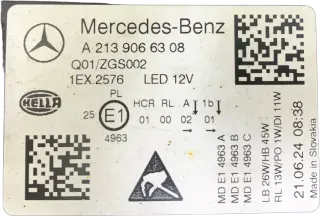 Mercedes-Benz
A 213 906 63 08
Q01/ZGS002
1EX.2576 LED 12V
HELLA
PL
25 E1
4963
HCR RL A 1b
01 00 02 01
MD E1 4963 A
MD E1 4963 B
MD E1 4963 C
LB 26W/HB 45W
RL 13W/PO 1W/DI 11W
21.06.24 08:38
Made in Slovakia